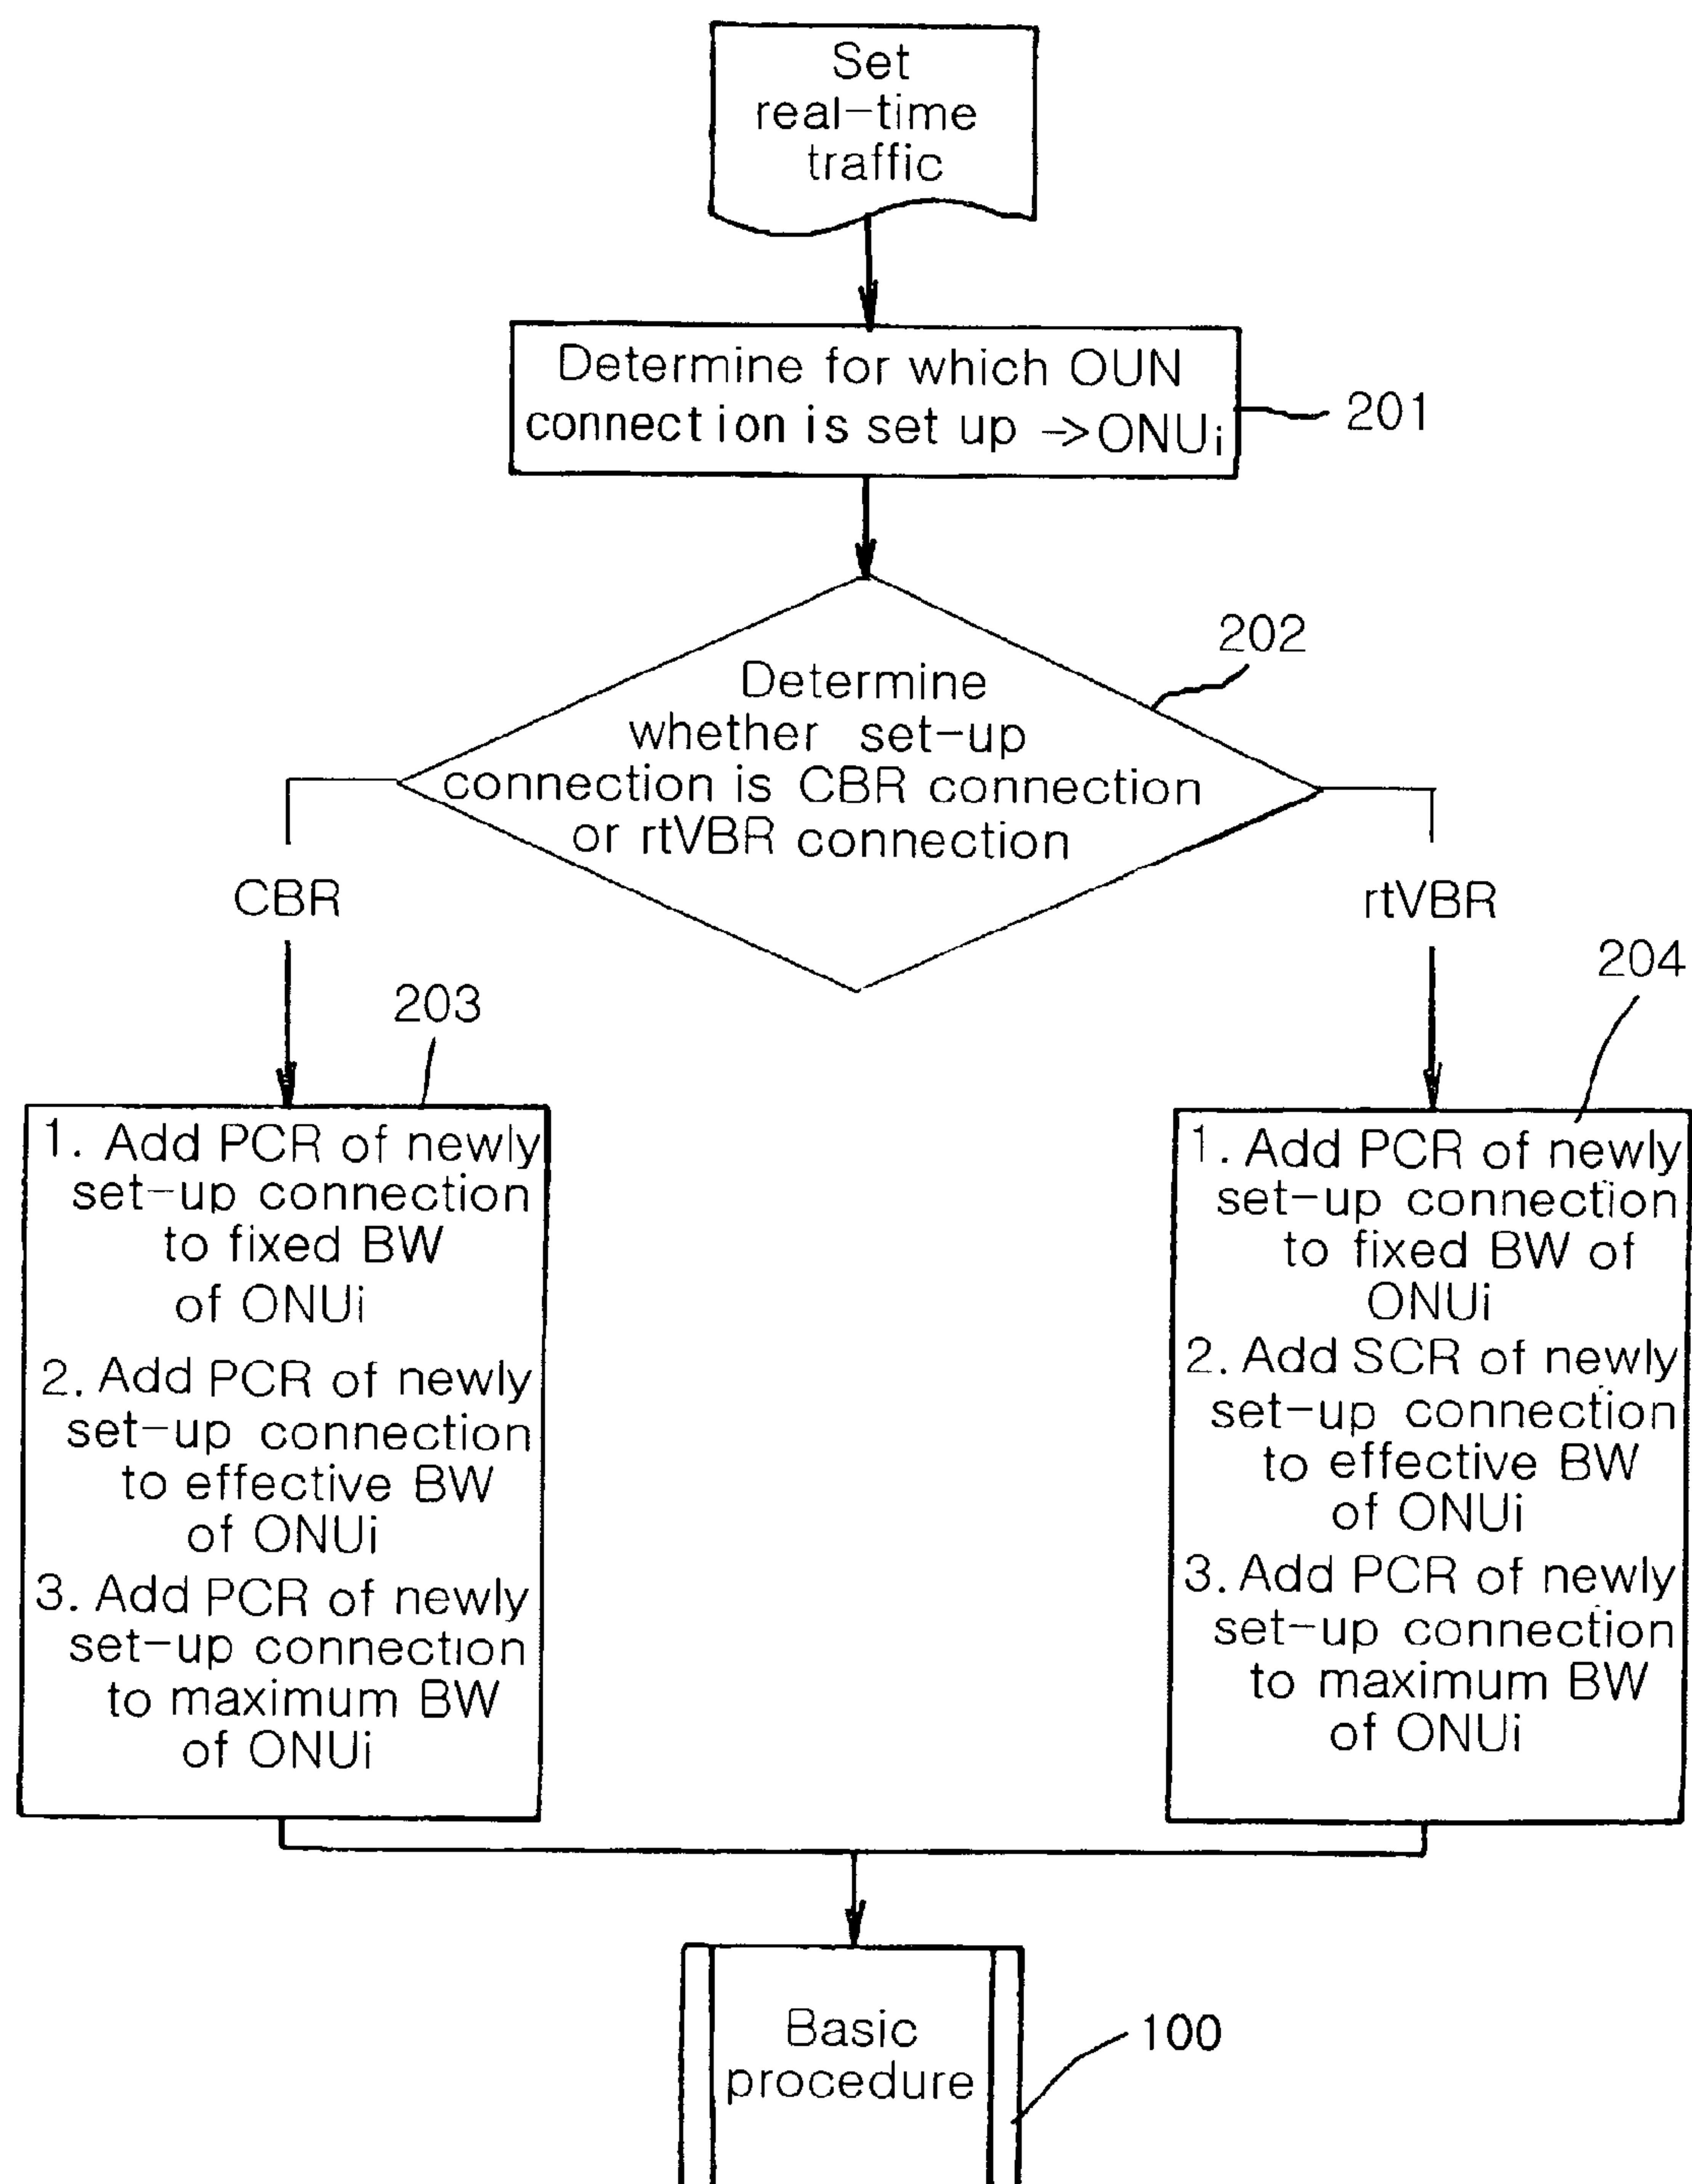 Set
real-time
traffic
Determine for which OUN
connection is set up ->ONUi
201
202
Determine
whether set-up
connection is CBR connection
or rtVBR connection
CBR
rtVBR
203
204
1. Add PCR of newly
set-up connection
to fixed BW
of ONUi
2. Add PCR of newly
set-up connection
to effective BW
of ONUi
3. Add PCR of newly
set-up connection
to maximum BW
of ONUi
1. Add PCR of newly
set-up connection
to fixed BW of
ONUi
2. Add SCR of newly
set-up connection
to effective BW
of ONUi
3. Add PCR of newly
set-up connection
to maximum BW
of ONUi
Basic
procedure
100